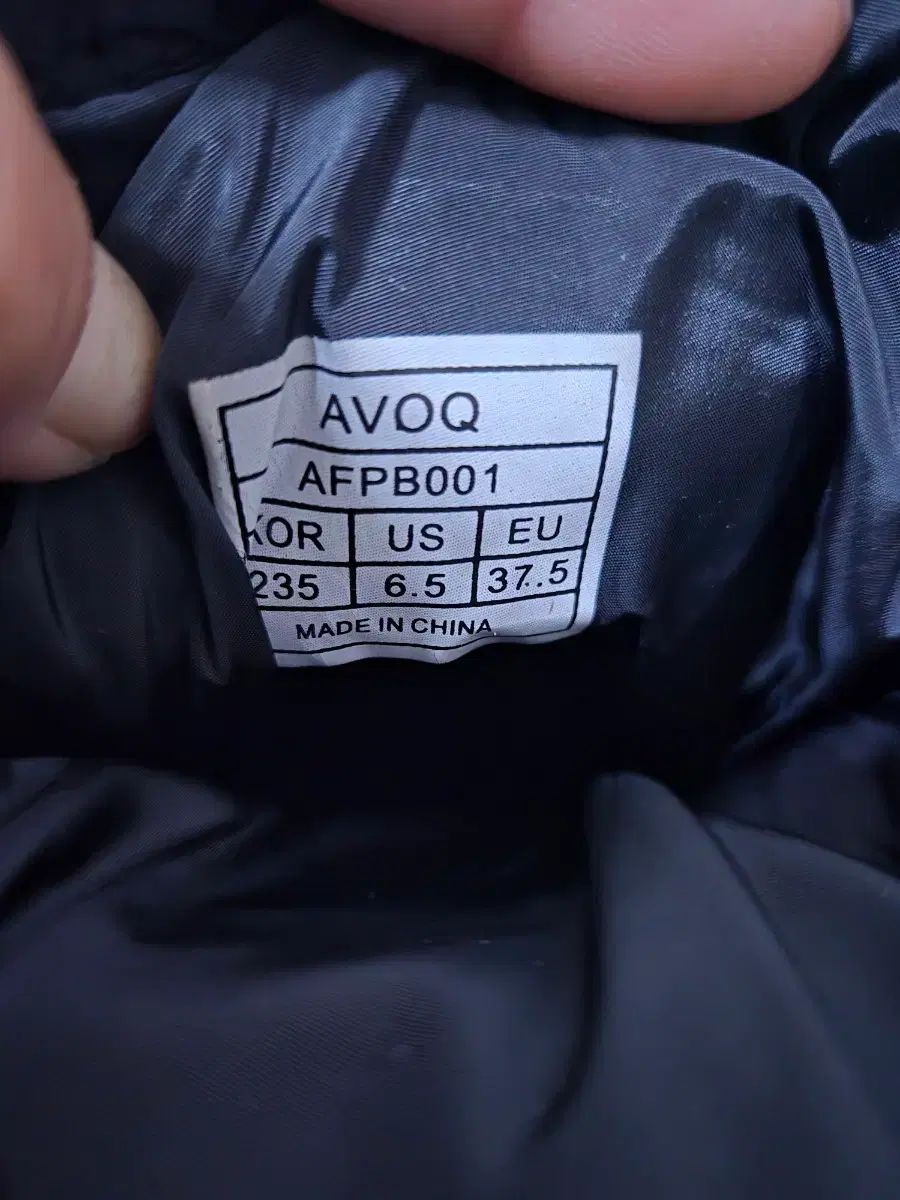 AVOQ
AFPB001
KOR US EU
235 6.5 37.5
MADE IN CHINA